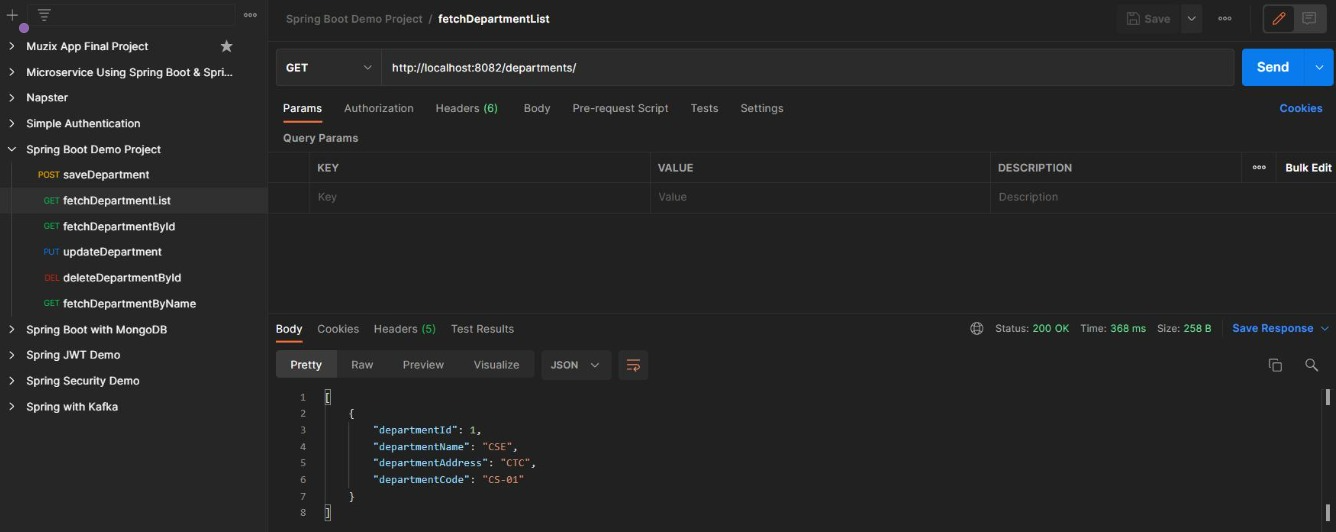 Spring Boot Demo Project / fetchDepartmentList
Save
Muzix App Final Project
Microservice Using Spring Boot & Spri...
Napster
Simple Authentication
Spring Boot Demo Project
POST saveDepartment
GET fetchDepartmentList
GET fetchDepartmentById
PUT updateDepartment
DEL deleteDepartmentById
GET fetchDepartmentByName
Spring Boot with MongoDB
Spring JWT Demo
Spring Security Demo
Spring with Kafka
GET http://localhost:8082/departments/ Send
Params Authorization Headers (6) Body Pre-request Script Tests Settings Cookies
Query Params
KEY VALUE DESCRIPTION Bulk Edit
Key Value Description
Body Cookies Headers (5) Test Results Status: 200 OK Time: 368 ms Size: 258 B Save Response
Pretty Raw Preview Visualize JSON
1 [
2 {
3 "departmentId": 1,
4 "departmentName": "CSE",
5 "departmentAddress": "CTC",
6 "departmentCode": "CS-01"
7 }
8 ]